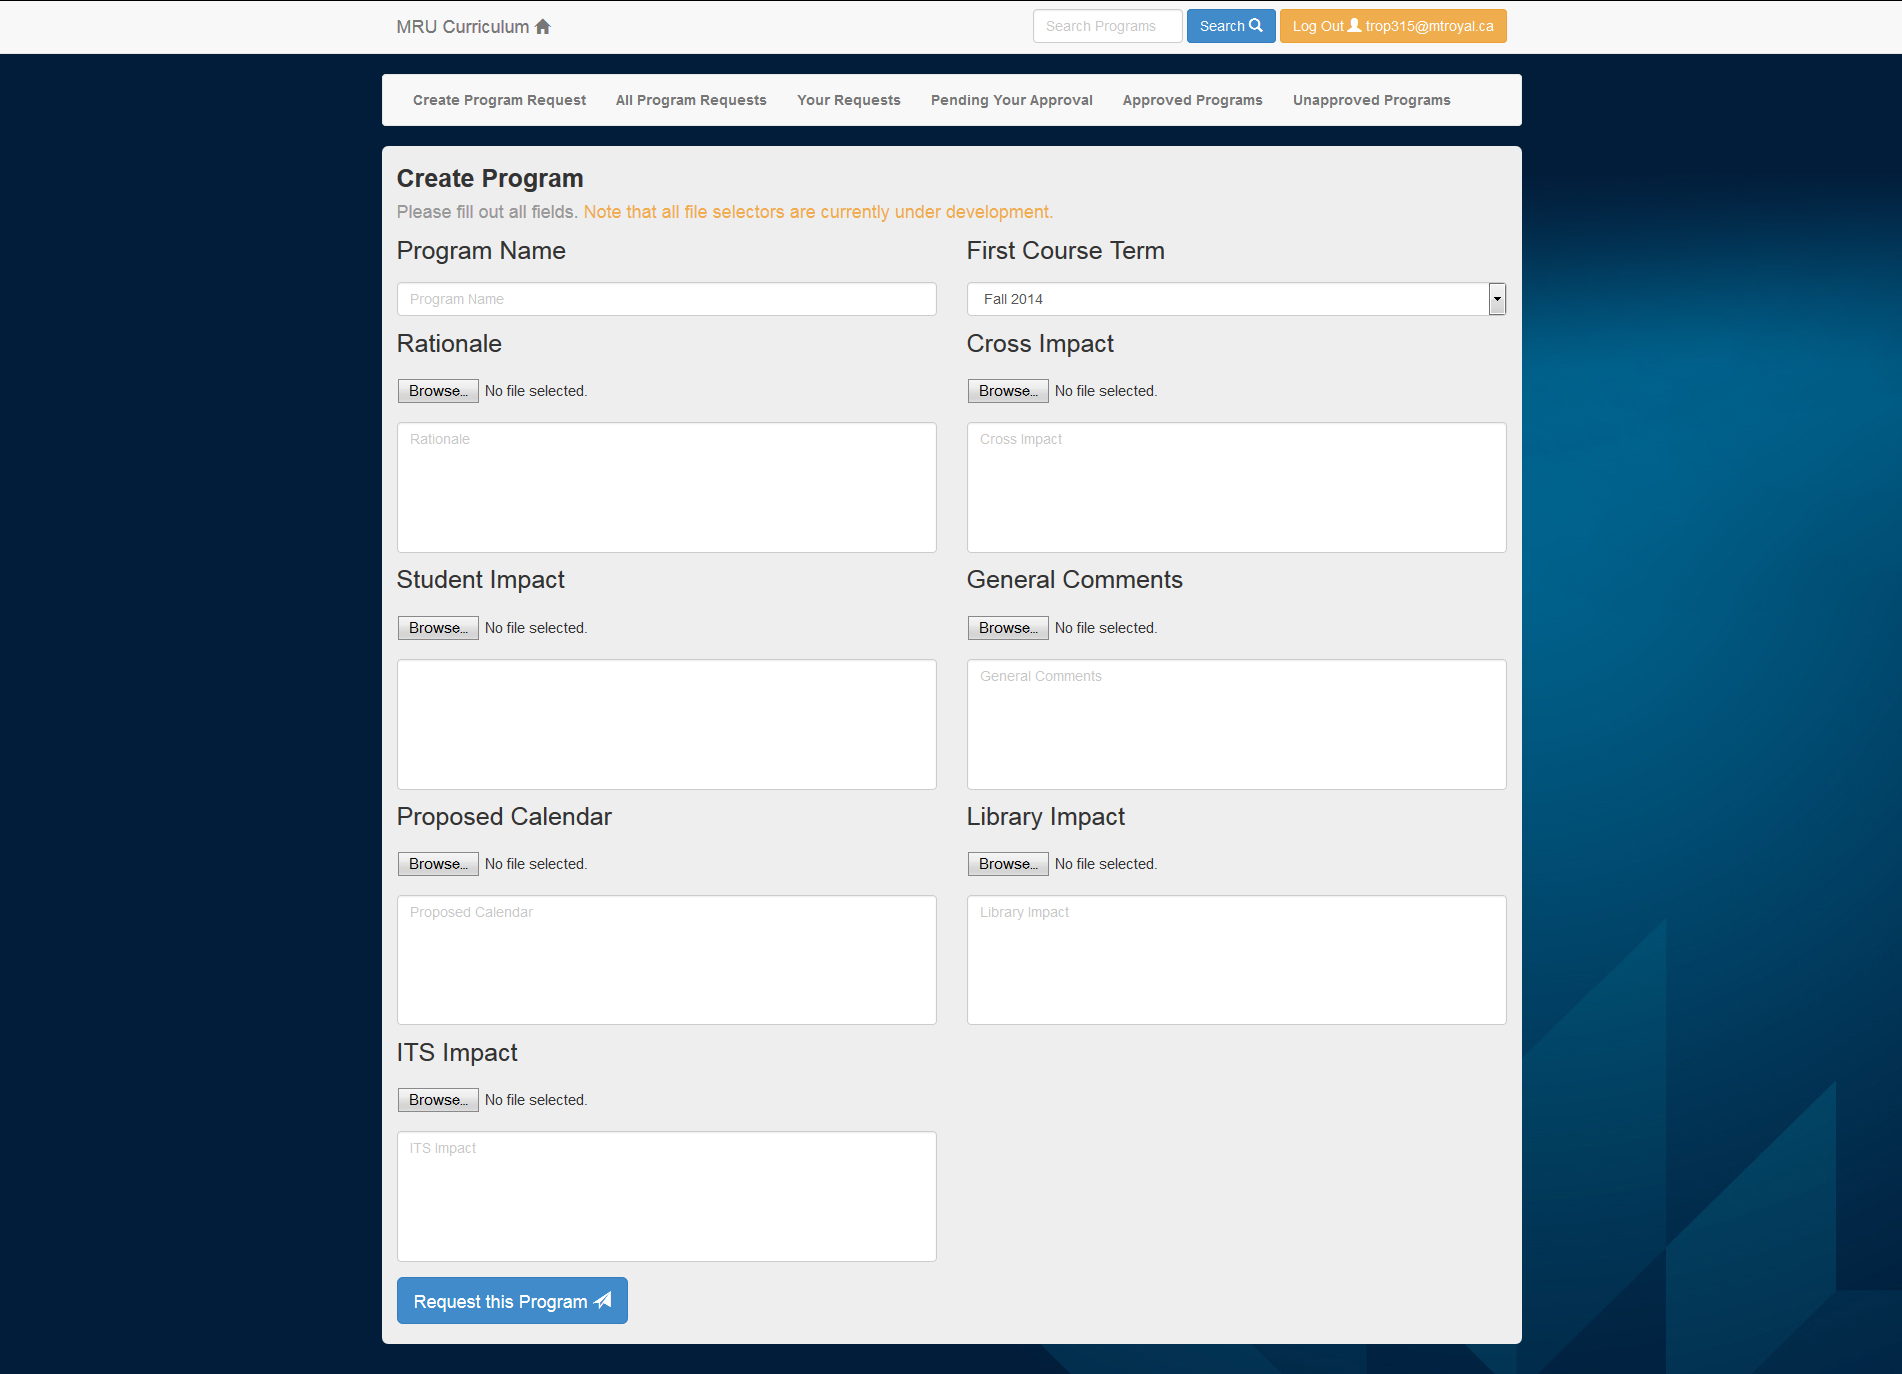 MRU Curriculum
Search Programs
Search
Log Out trop315@mtroyal.ca
Create Program Request All Program Requests Your Requests Pending Your Approval Approved Programs Unapproved Programs
Create Program
Please fill out all fields. Note that all file selectors are currently under development.
Program Name
Program Name
First Course Term
Fall 2014
Rationale
Browse... No file selected.
Rationale
Cross Impact
Browse... No file selected.
Cross Impact
Student Impact
Browse... No file selected.
General Comments
Browse... No file selected.
General Comments
Proposed Calendar
Browse... No file selected.
Proposed Calendar
Library Impact
Browse... No file selected.
Library Impact
ITS Impact
Browse... No file selected.
ITS Impact
Request this Program